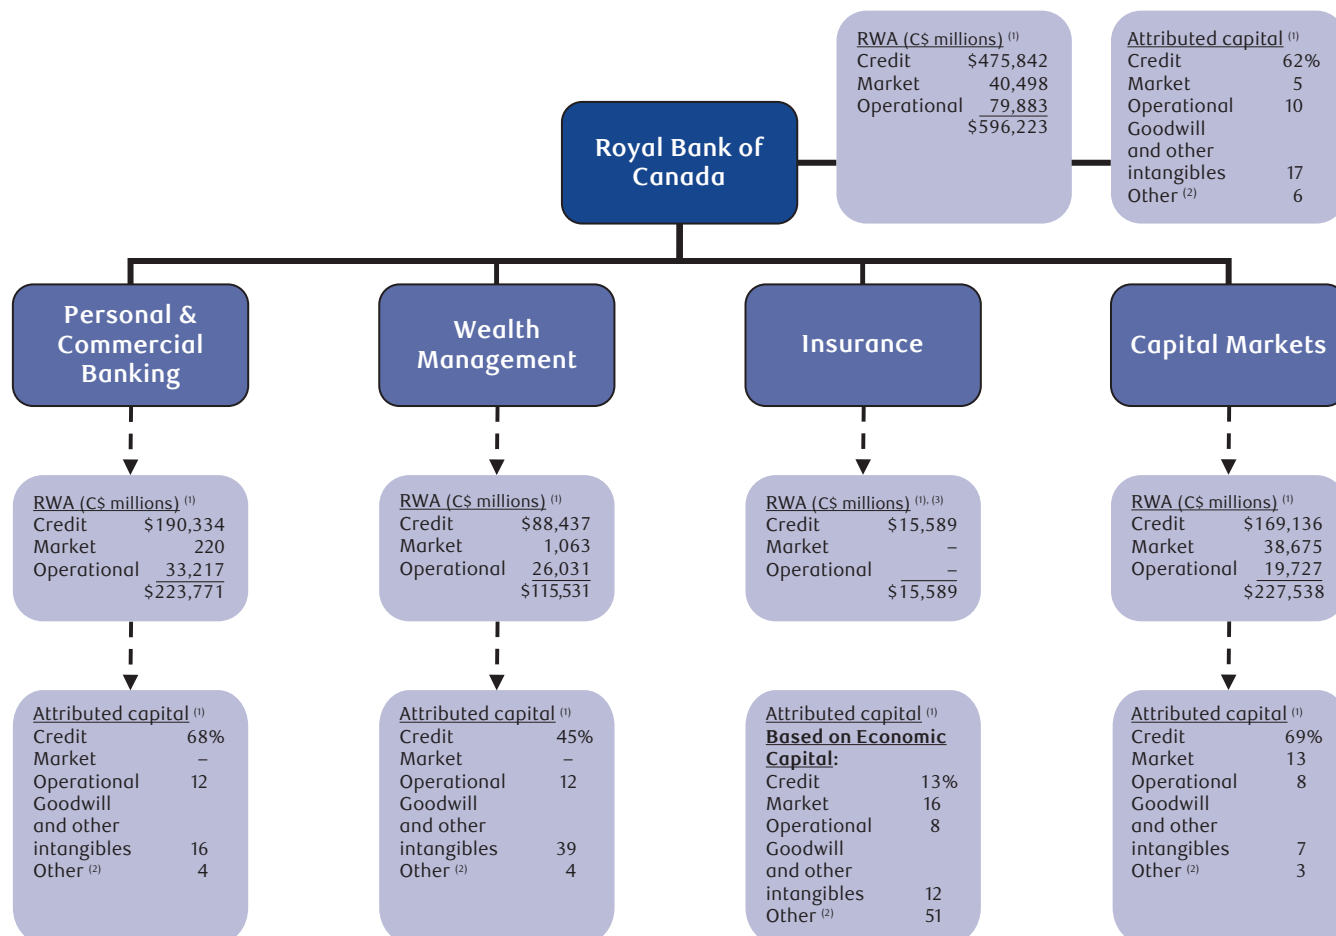 RWA (C$ millions) (1)
Credit $475,842
Market 40,498
Operational 79,883
$596,223
Attributed capital (1)
Credit 62%
Market 5
Operational 10
Goodwill
and other
intangibles 17
Other (2) 6
Royal Bank of
Canada
Personal &
Commercial
Banking
Wealth
Management
Insurance
Capital Markets
RWA (C$ millions) (1)
Credit $190,334
Market 220
Operational 33,217
$223,771
RWA (C$ millions) (1)
Credit $88,437
Market 1,063
Operational 26,031
$115,531
RWA (C$ millions) (1), (3)
Credit $15,589
Market –
Operational –
$15,589
RWA (C$ millions) (1)
Credit $169,136
Market 38,675
Operational 19,727
$227,538
Attributed capital (1)
Credit 68%
Market –
Operational 12
Goodwill
and other
intangibles 16
Other (2) 4
Attributed capital (1)
Credit 45%
Market –
Operational 12
Goodwill
and other
intangibles 39
Other (2) 4
Attributed capital (1)
Based on Economic
Capital:
Credit 13%
Market 16
Operational 8
Goodwill
and other
intangibles 12
Other (2) 51
Attributed capital (1)
Credit 69%
Market 13
Operational 8
Goodwill
and other
intangibles 7
Other (2) 3